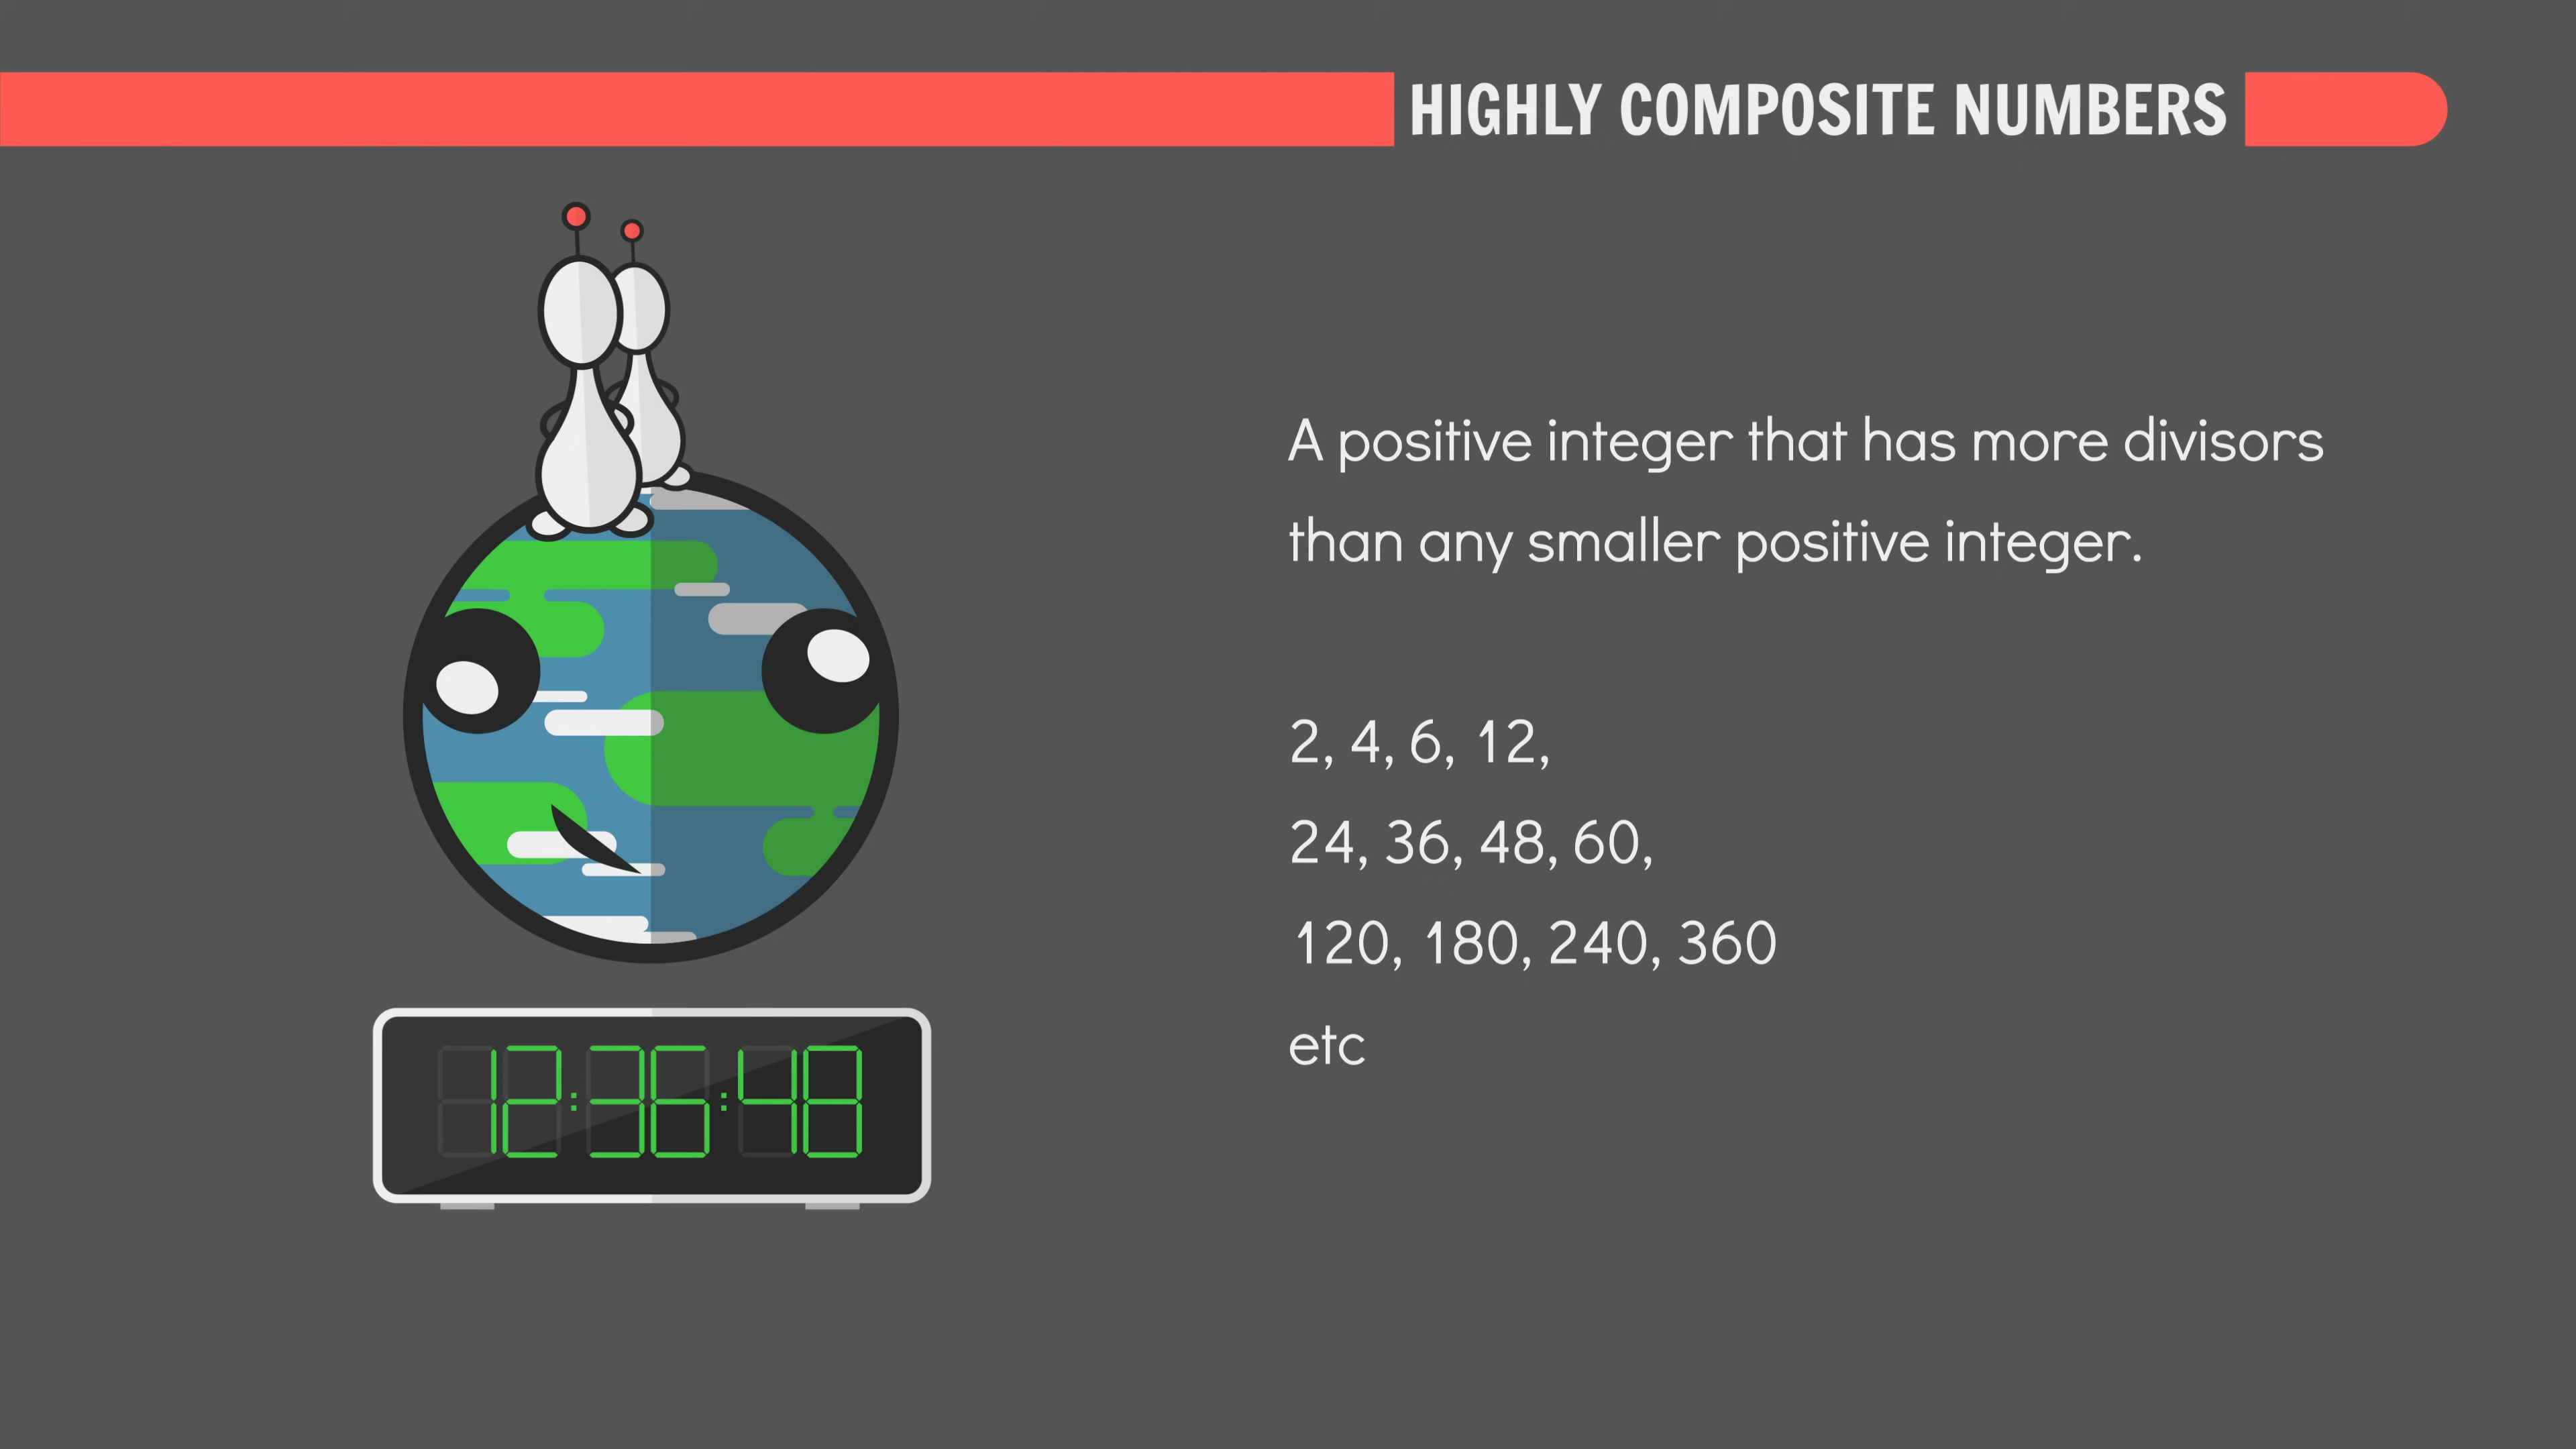 HIGHLY COMPOSITE NUMBERS
A positive integer that has more divisors
than any smaller positive integer.
2, 4, 6, 12,
24, 36, 48, 60,
120, 180, 240, 360
etc
12:36:48